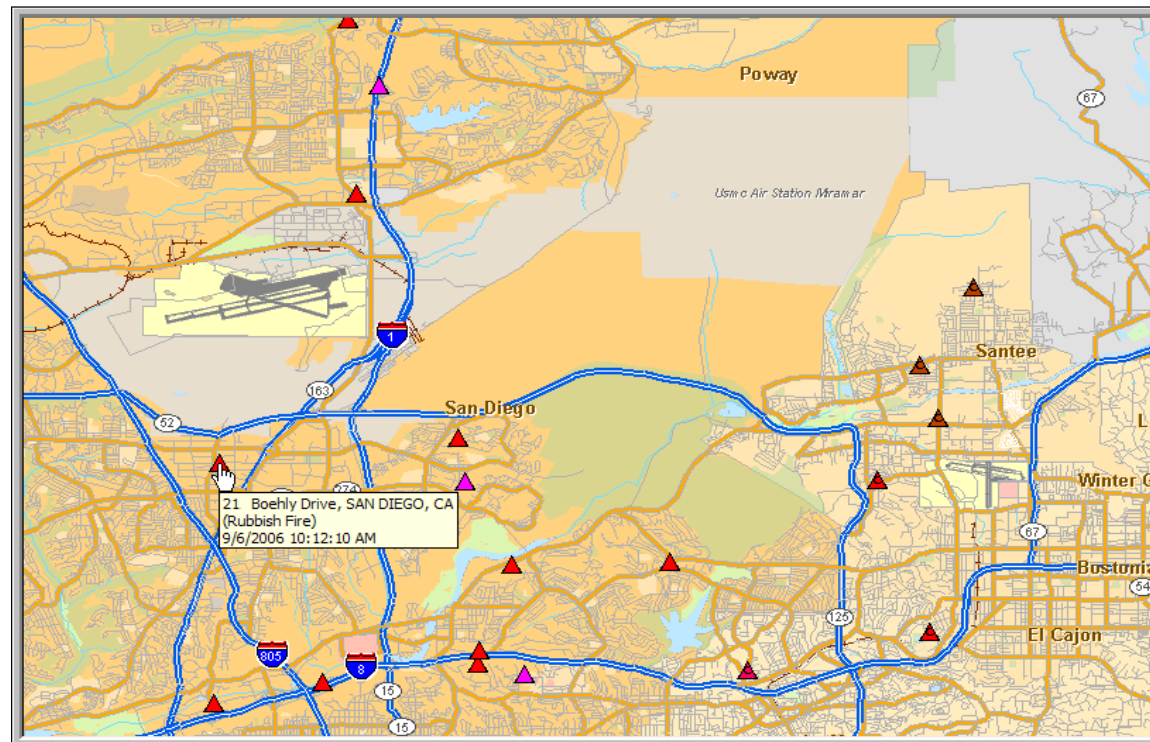 Poway
67
Usmc Air Station Miramar
1
Santee
163
San Diego
52
L
Winter G
274
21 Boehly Drive, SAN DIEGO, CA
(Rubbish Fire)
9/6/2006 10:12:10 AM
67
Bostonia
54
125
El Cajon
805
8
15
15